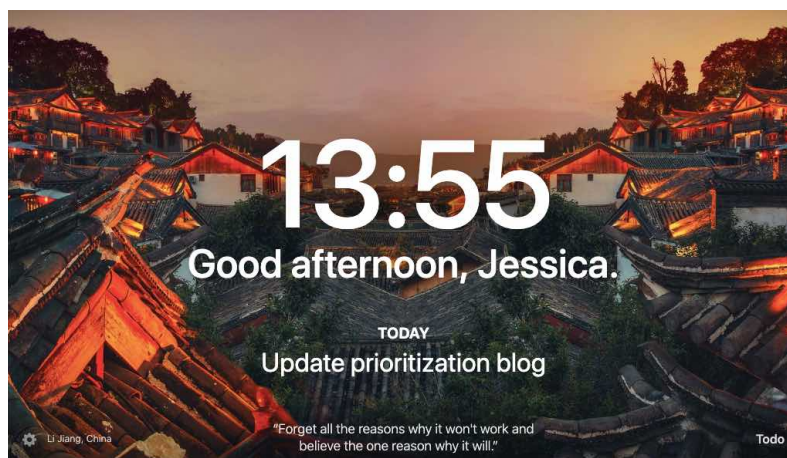 13:55
Good afternoon, Jessica.
TODAY
Update prioritization blog
"Forget all the reasons why it won't work and
believe the one reason why it will."
Li Jiang, China
Todo